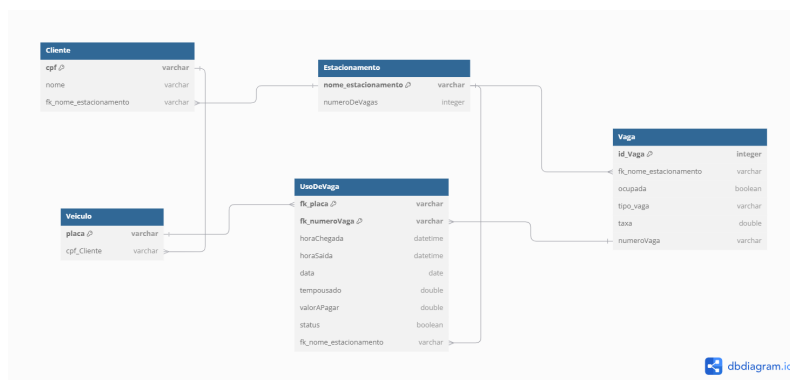 Cliente
cpf varchar
nome varchar
fk_nome_estacionamento varchar
Estacionamento
nome_estacionamento varchar
numeroDeVagas integer
Vaga
id_Vaga integer
fk_nome_estacionamento varchar
ocupada boolean
tipo_vaga varchar
taxa double
numeroVaga varchar
UsoDeVaga
fk_placa varchar
fk_numeroVaga varchar
horaChegada datetime
horaSaida datetime
data date
tempousado double
valorAPagar double
status boolean
fk_nome_estacionamento varchar
Veiculo
placa varchar
cpf_Cliente varchar
dbdiagram.io